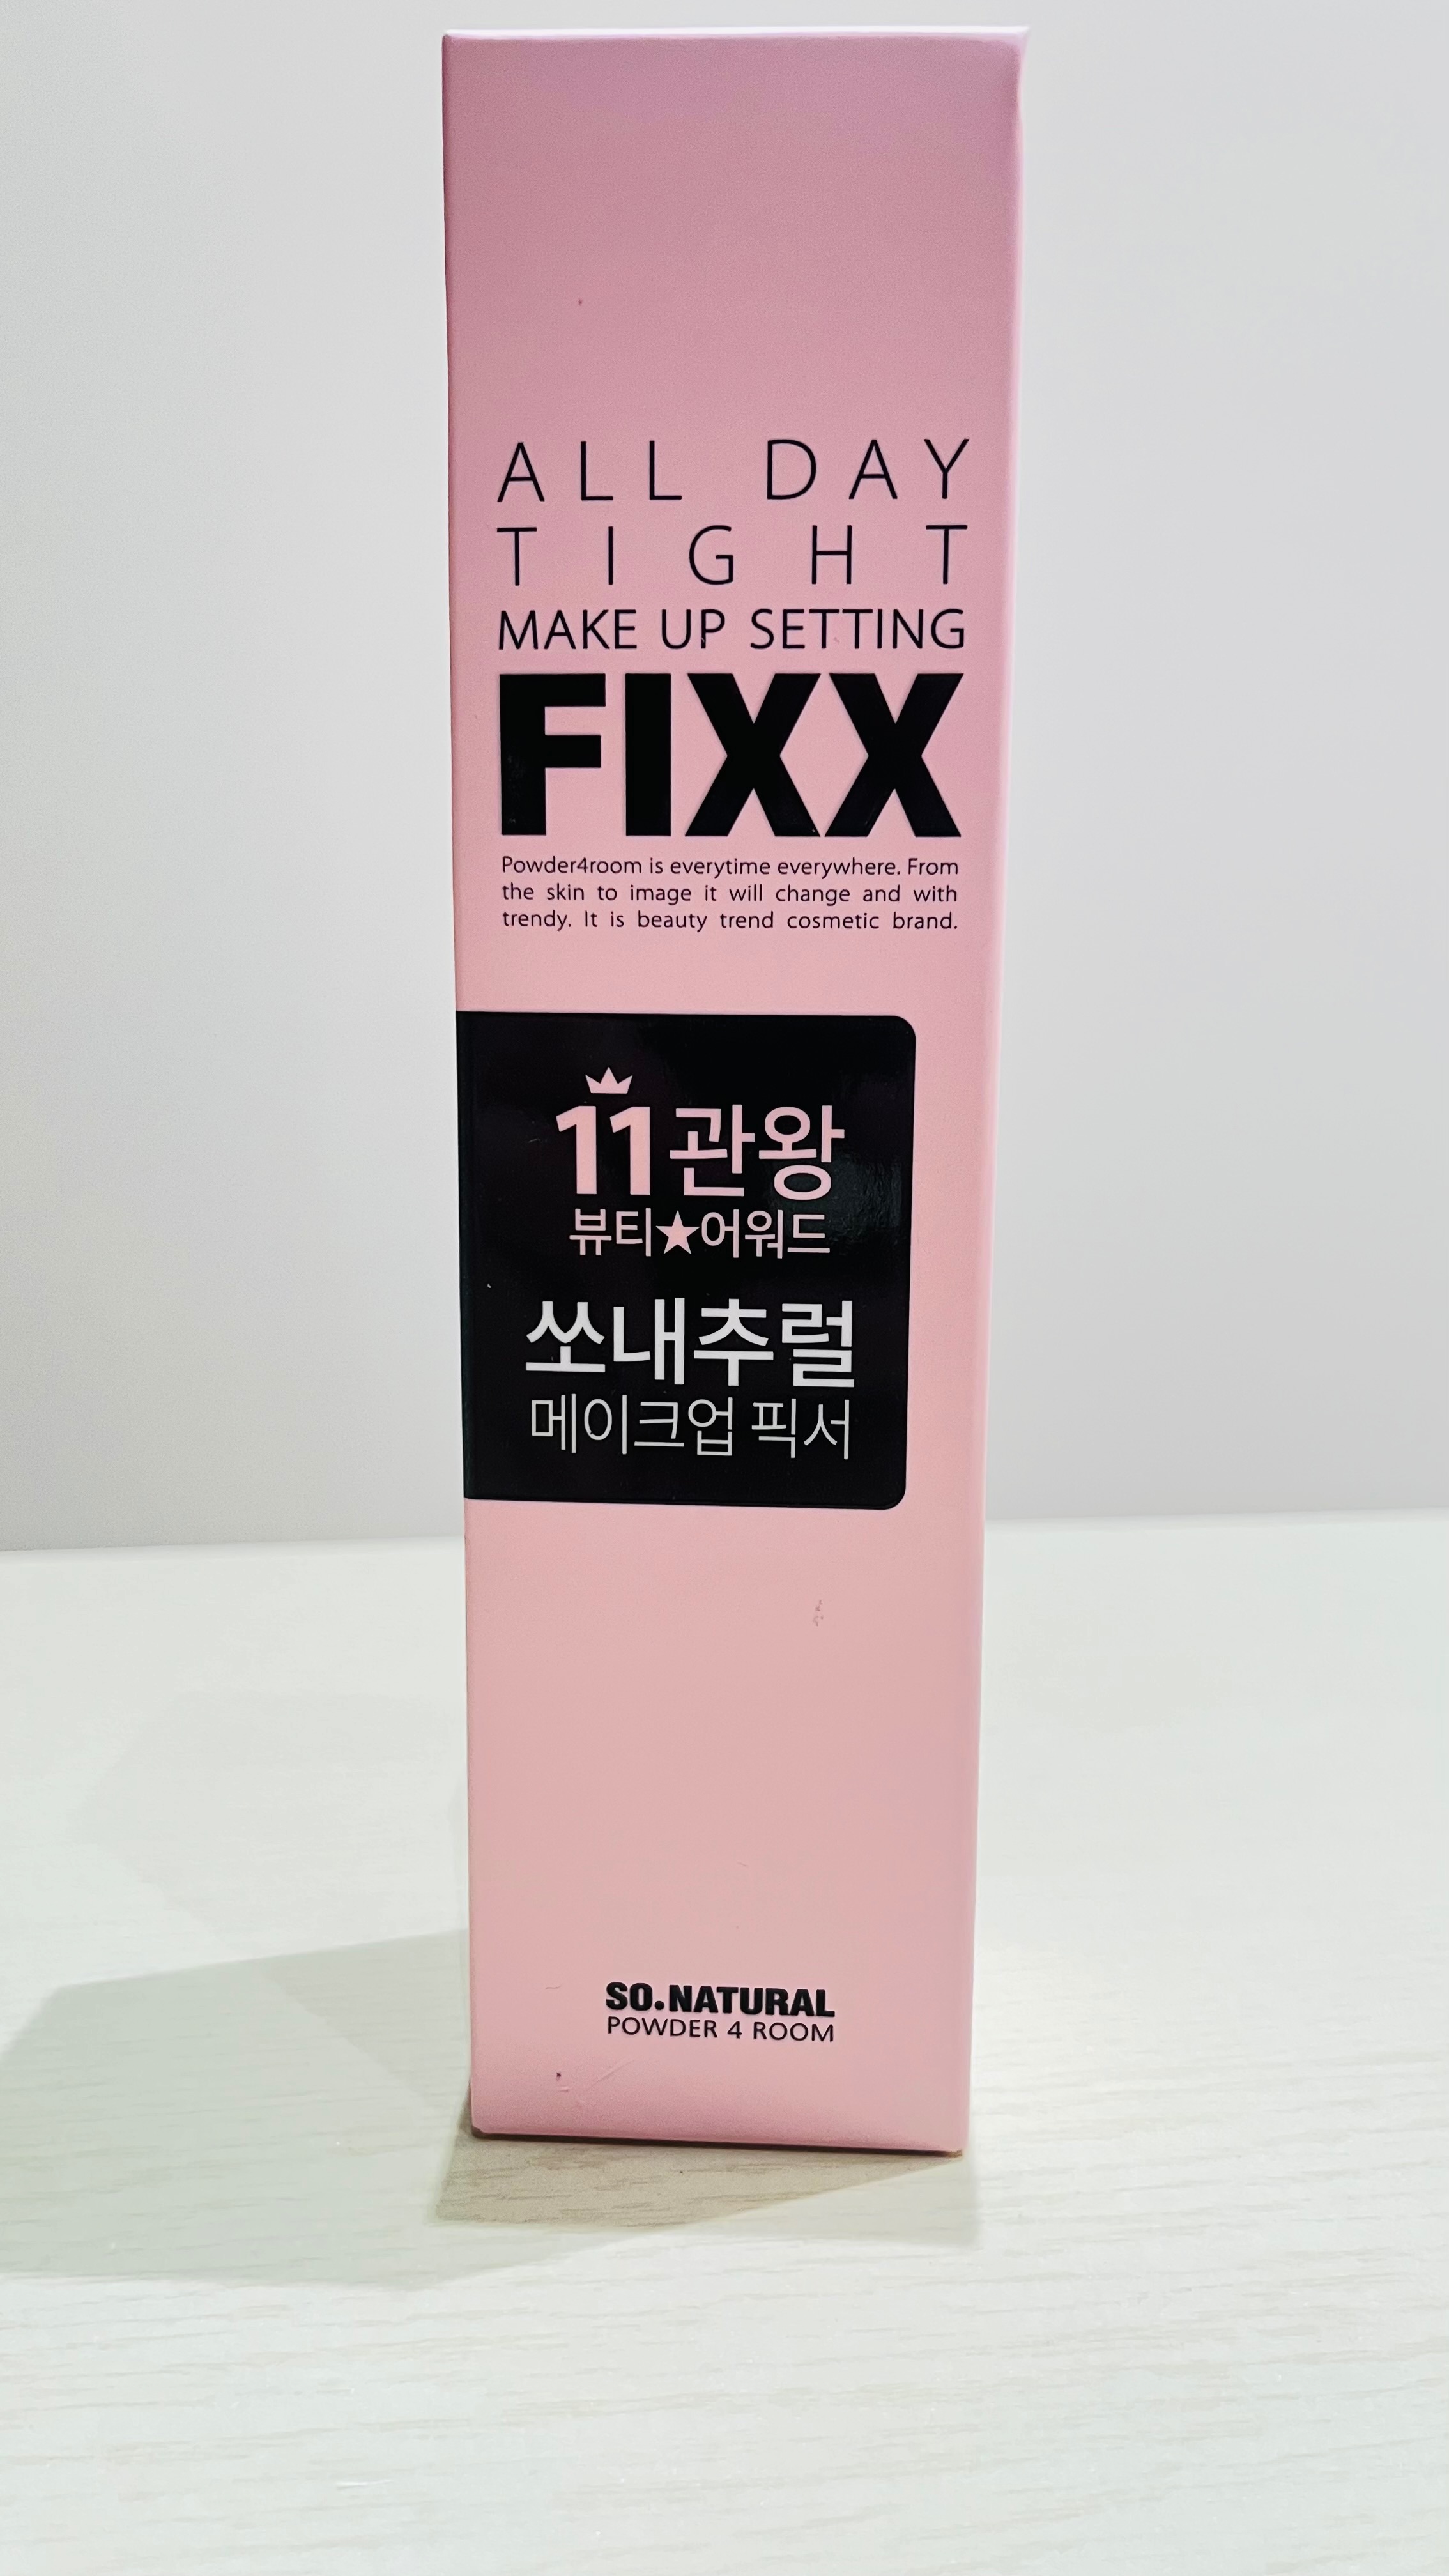 ALL DAY
TIGHT
MAKE UP SETTING
FIXX
Powder4room is everytime everywhere. From
the skin to image it will change and with
trendy. It is beauty trend cosmetic brand.
11관왕
뷰티★어워드
쏘내추럴
메이크업 픽서
SO.NATURAL
POWDER 4 ROOM